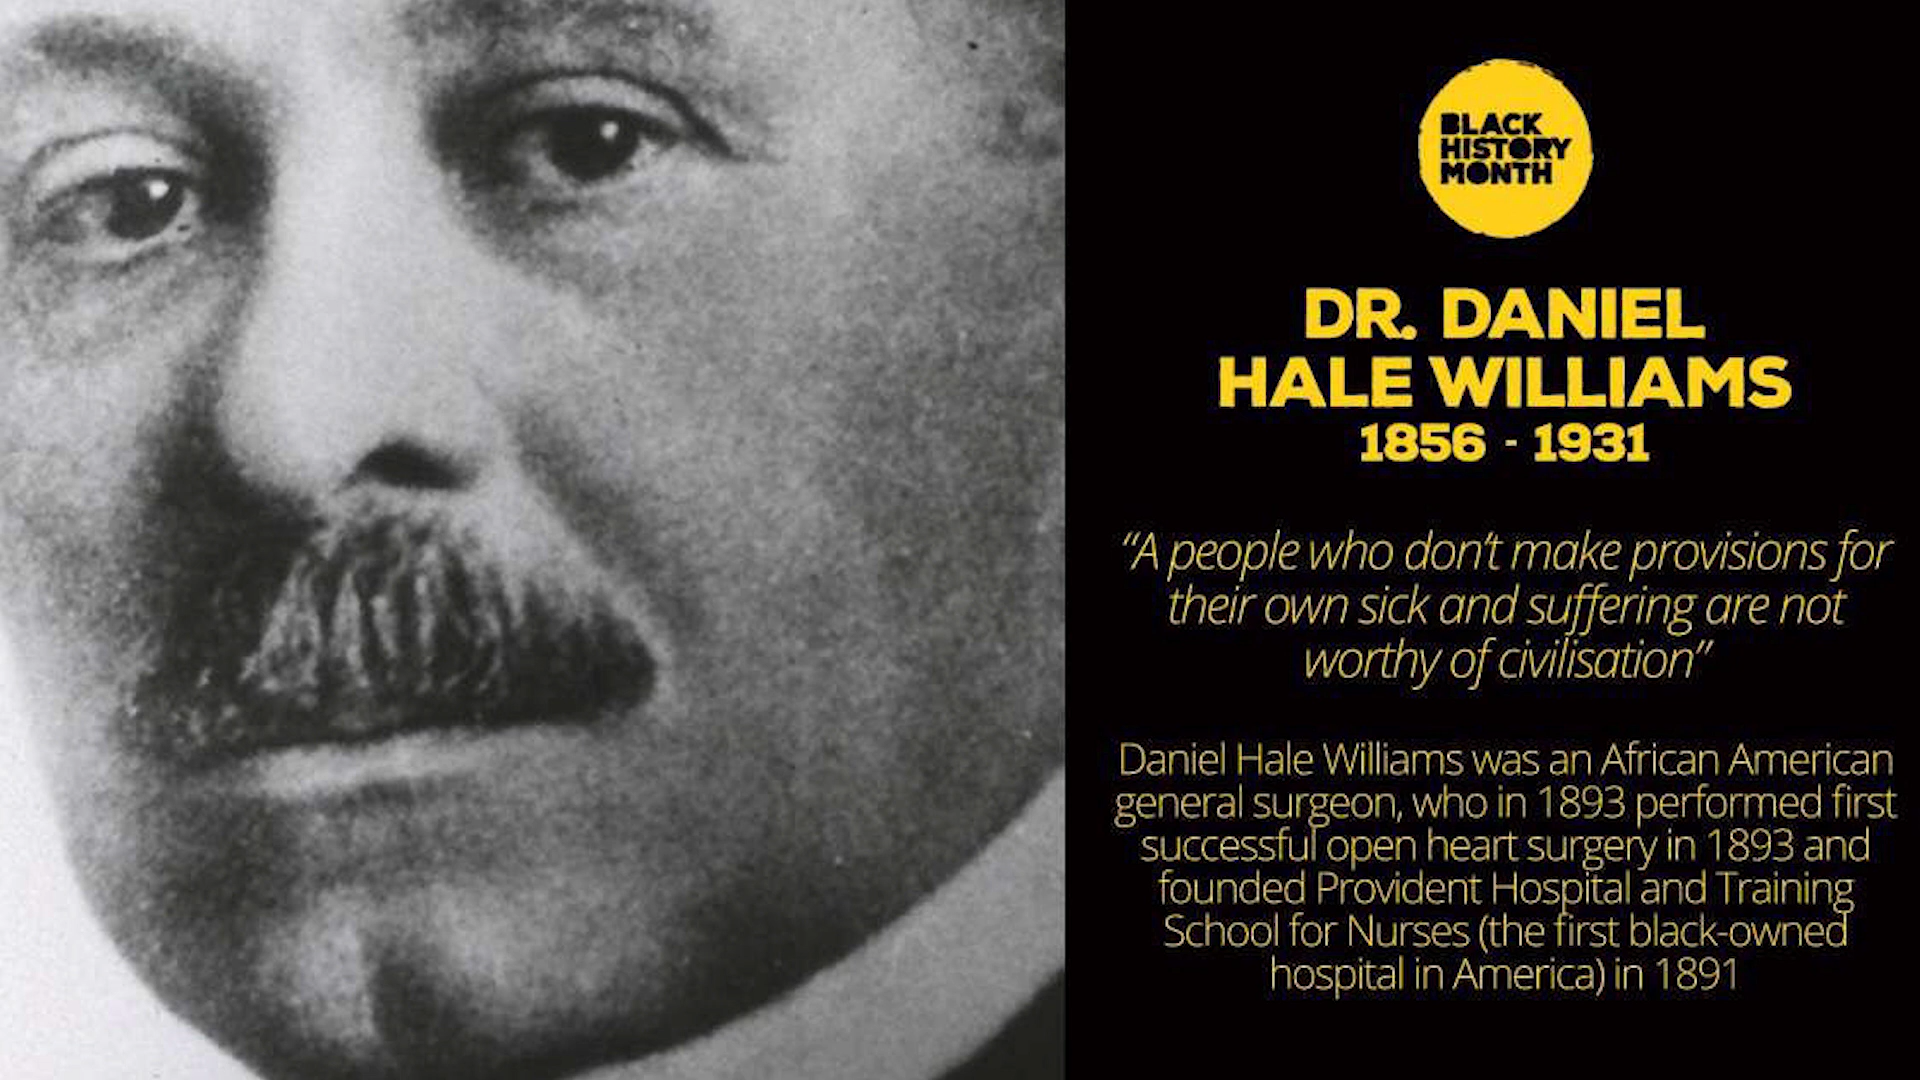 BLACK
HISTORY
MONTH
DR. DANIEL
HALE WILLIAMS
1856 - 1931
“A people who don't make provisions for
their own sick and suffering are not
worthy of civilisation”
Daniel Hale Williams was an African American
general surgeon, who in 1893 performed first
successful open heart surgery in 1893 and
founded Provident Hospital and Training
School for Nurses (the first black-owned
hospital in America) in 1891